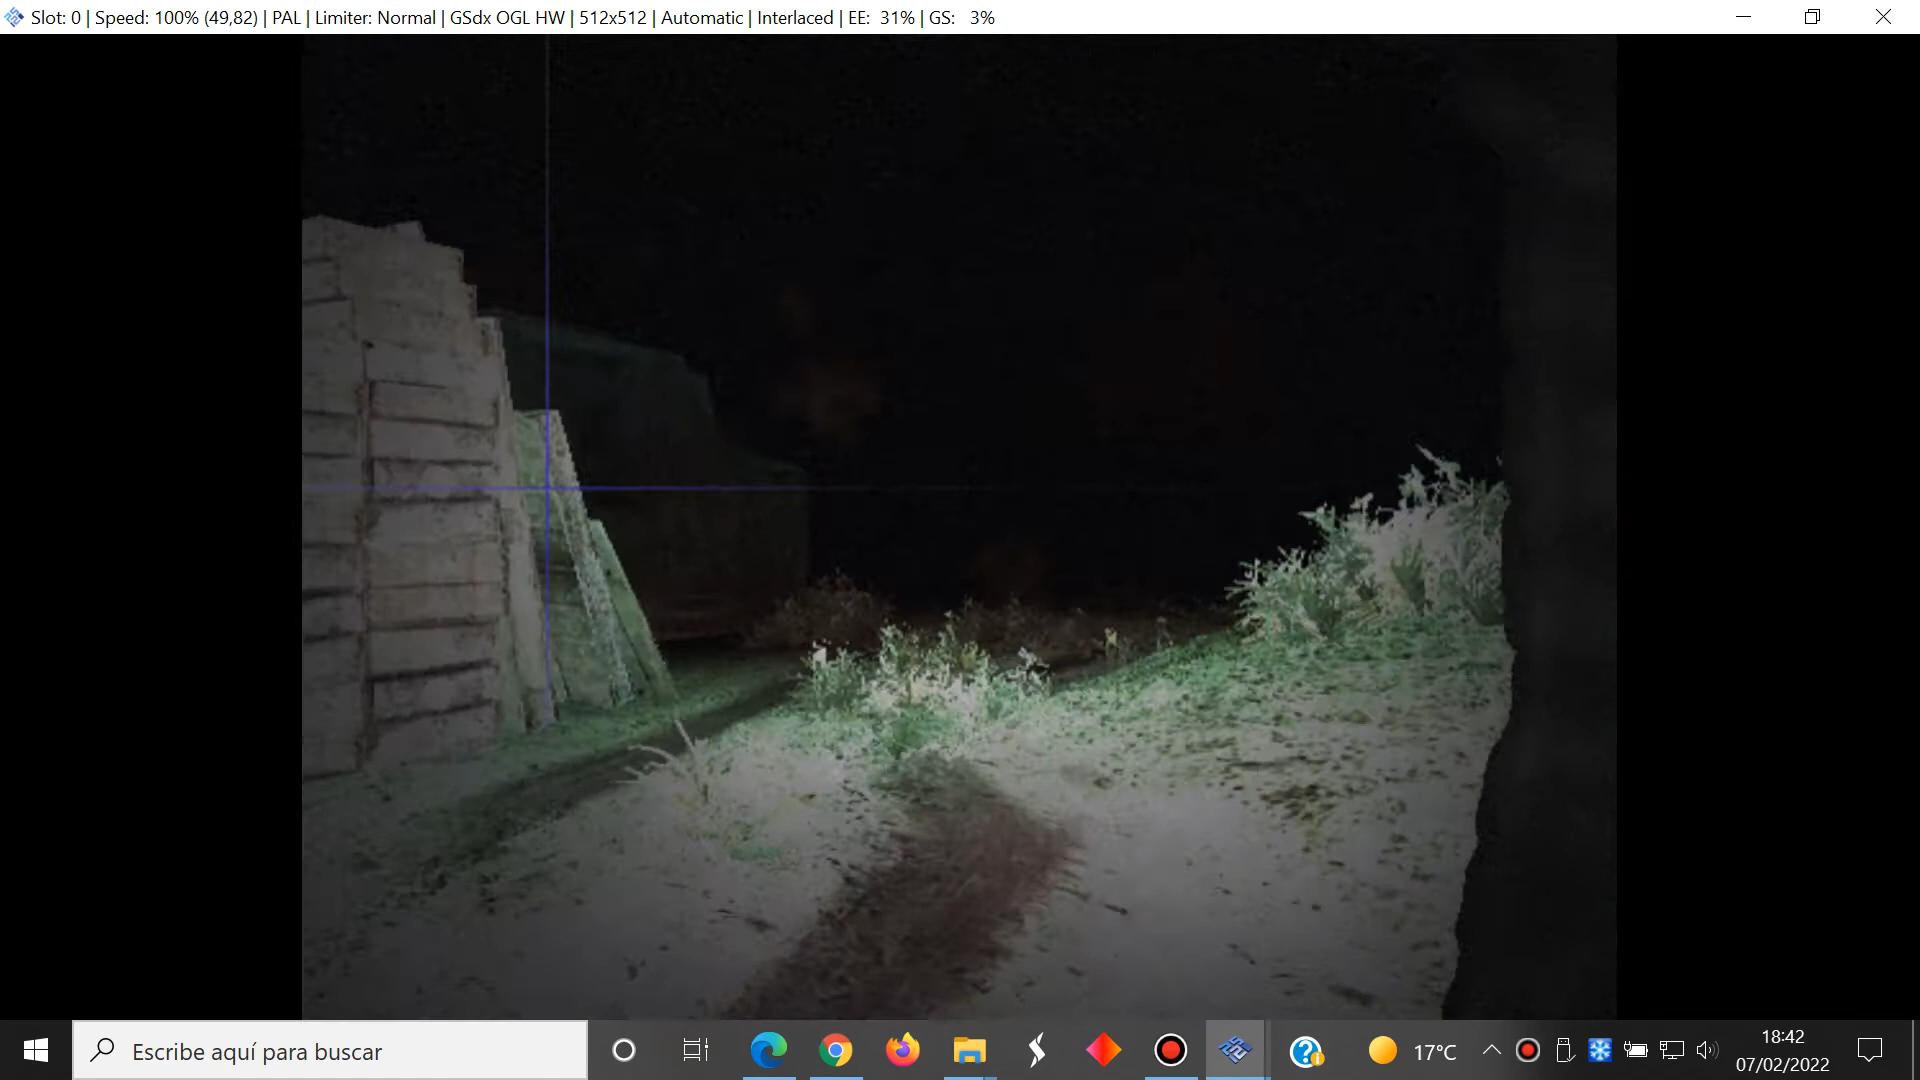 Slot: 0 | Speed: 100% (49,82) | PAL | Limiter: Normal | GSdx OGL HW | 512x512 | Automatic | Interlaced | EE:  31% | GS:   3%
Escribe aquí para buscar
17°C
18:42
07/02/2022